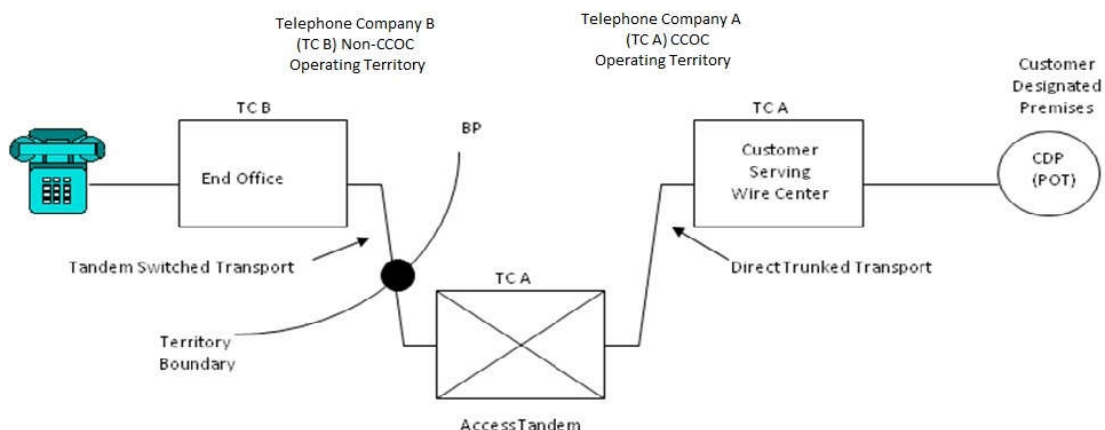 Telephone Company B
(TC B) Non-CCOC
Operating Territory
Telephone Company A
(TC A) CCOC
Operating Territory
Customer
Designated
Premises
TC B
BP
TC A
End Office
Customer
Serving
Wire Center
CDP
(POT)
Tandem Switched Transport
TC A
Direct Trunked Transport
Territory
Boundary
Access Tandem